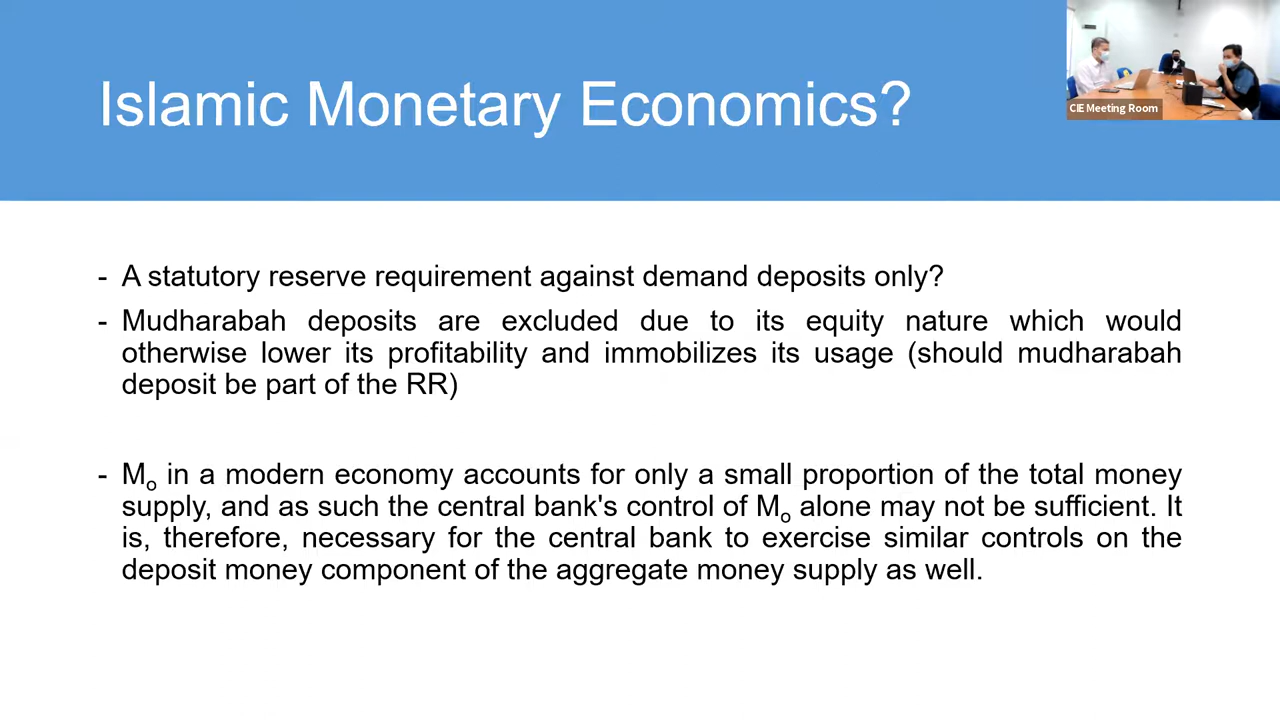 Islamic Monetary Economics?
CIE Meeting Room
- A statutory reserve requirement against demand deposits only?
- Mudharabah deposits are excluded due to its equity nature which would
otherwise lower its profitability and immobilizes its usage (should mudharabah
deposit be part of the RR)
- Mo in a modern economy accounts for only a small proportion of the total money
supply, and as such the central bank's control of Mo alone may not be sufficient. It
is, therefore, necessary for the central bank to exercise similar controls on the
deposit money component of the aggregate money supply as well.